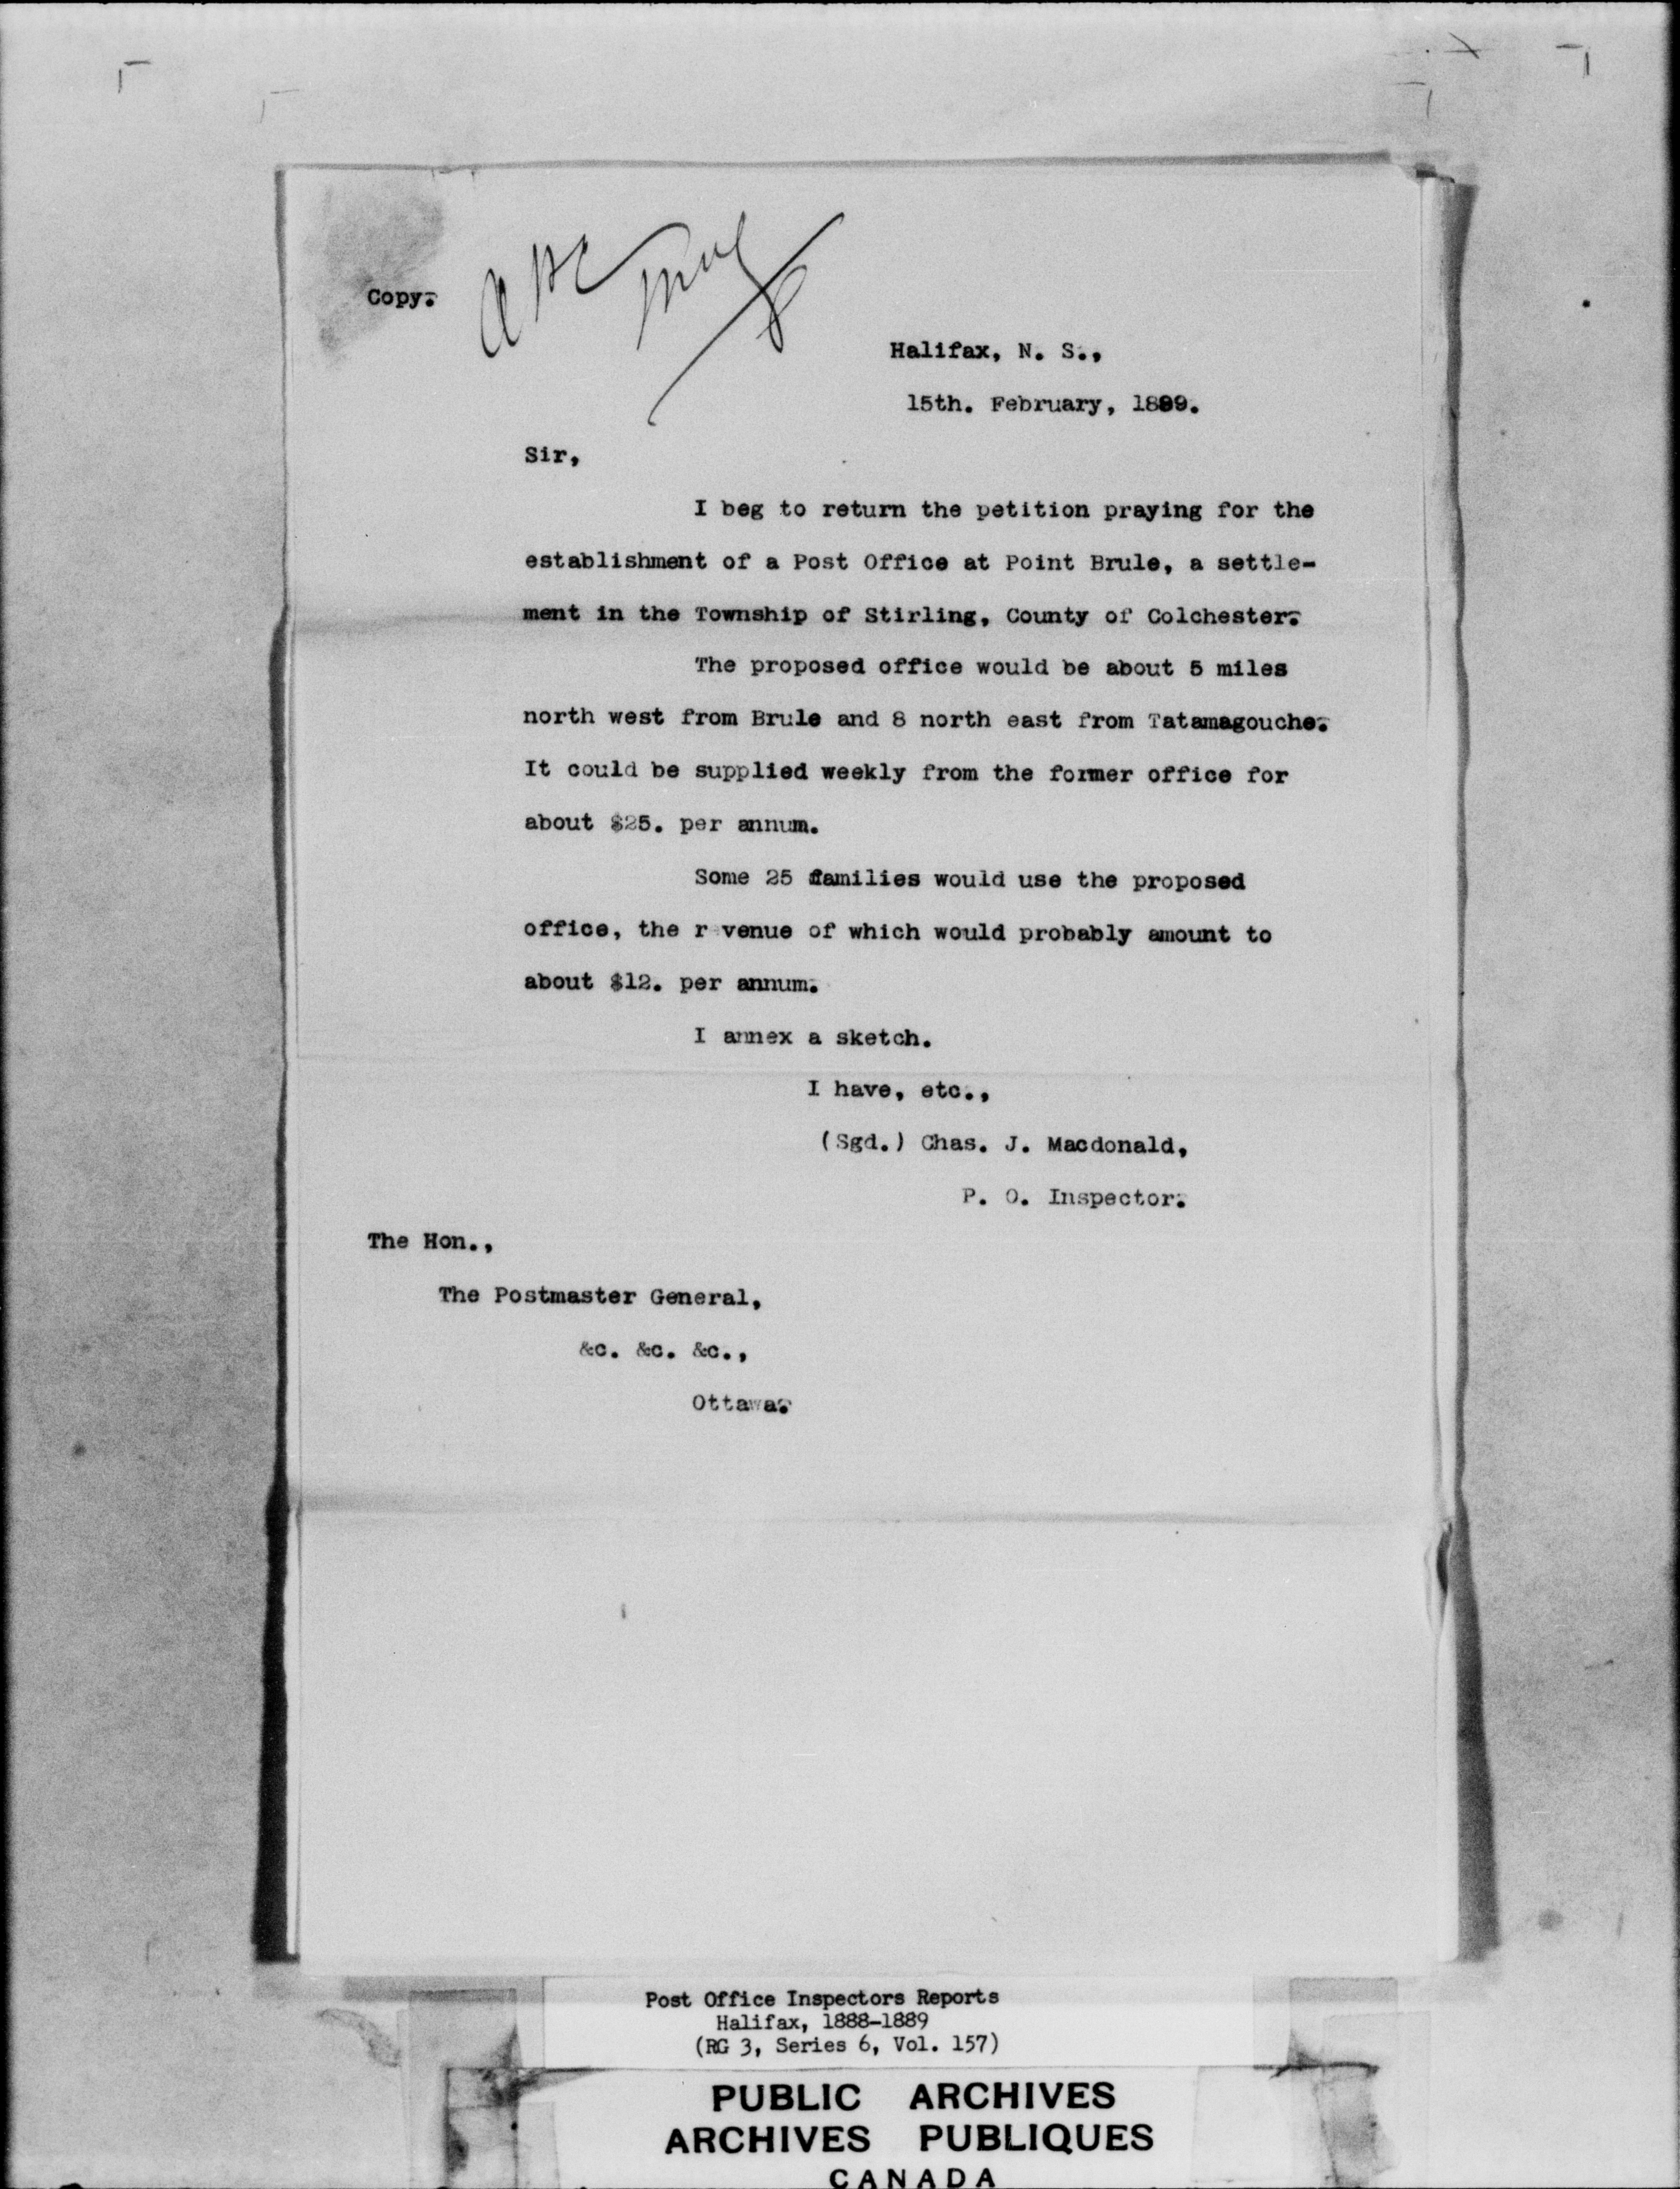 Copy.
Halifax, N. S.,
15th. February, 1889.
Sir,
I beg to return the petition praying for the
establishment of a Post Office at Point Brule, a settle-
ment in the Township of Stirling, County of Colchester.
The proposed office would be about 5 miles
north west from Brule and 8 north east from Tatamagouche.
It could be supplied weekly from the former office for
about $25. per annum.
Some 25 families would use the proposed
office, the r venue of which would probably amount to
about $12. per annum.
I annex a sketch.
I have, etc.,
(Sgd.) Chas. J. Macdonald,
P. O. Inspector.
The Hon.,
The Postmaster General,
&c. &c. &c.,
Ottawa.
Post Office Inspectors Reports
Halifax, 1888-1889
(RG 3, Series 6, Vol. 157)
PUBLIC ARCHIVES
ARCHIVES PUBLIQUES
CANADA